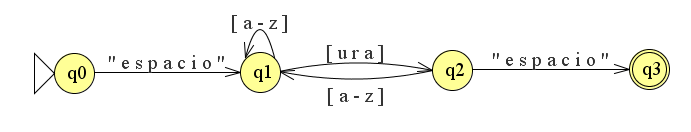 [a-z]
"espacio"
[ura]
"espacio"
q0
q1
q2
q3
[a-z]